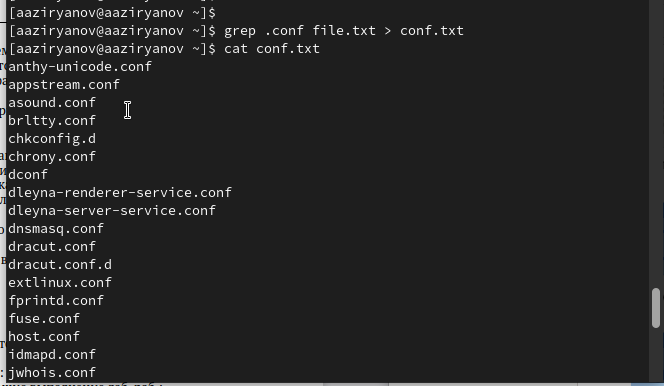 [aaziryanov@aaziryanov ~]$
[aaziryanov@aaziryanov ~]$ grep .conf file.txt > conf.txt
[aaziryanov@aaziryanov ~]$ cat conf.txt
anthy-unicode.conf
appstream.conf
asound.conf
brltty.conf
chkconfig.d
chrony.conf
dconf
dleyna-renderer-service.conf
dleyna-server-service.conf
dnsmasq.conf
dracut.conf
dracut.conf.d
extlinux.conf
fprintd.conf
fuse.conf
host.conf
idmapd.conf
jwhois.conf